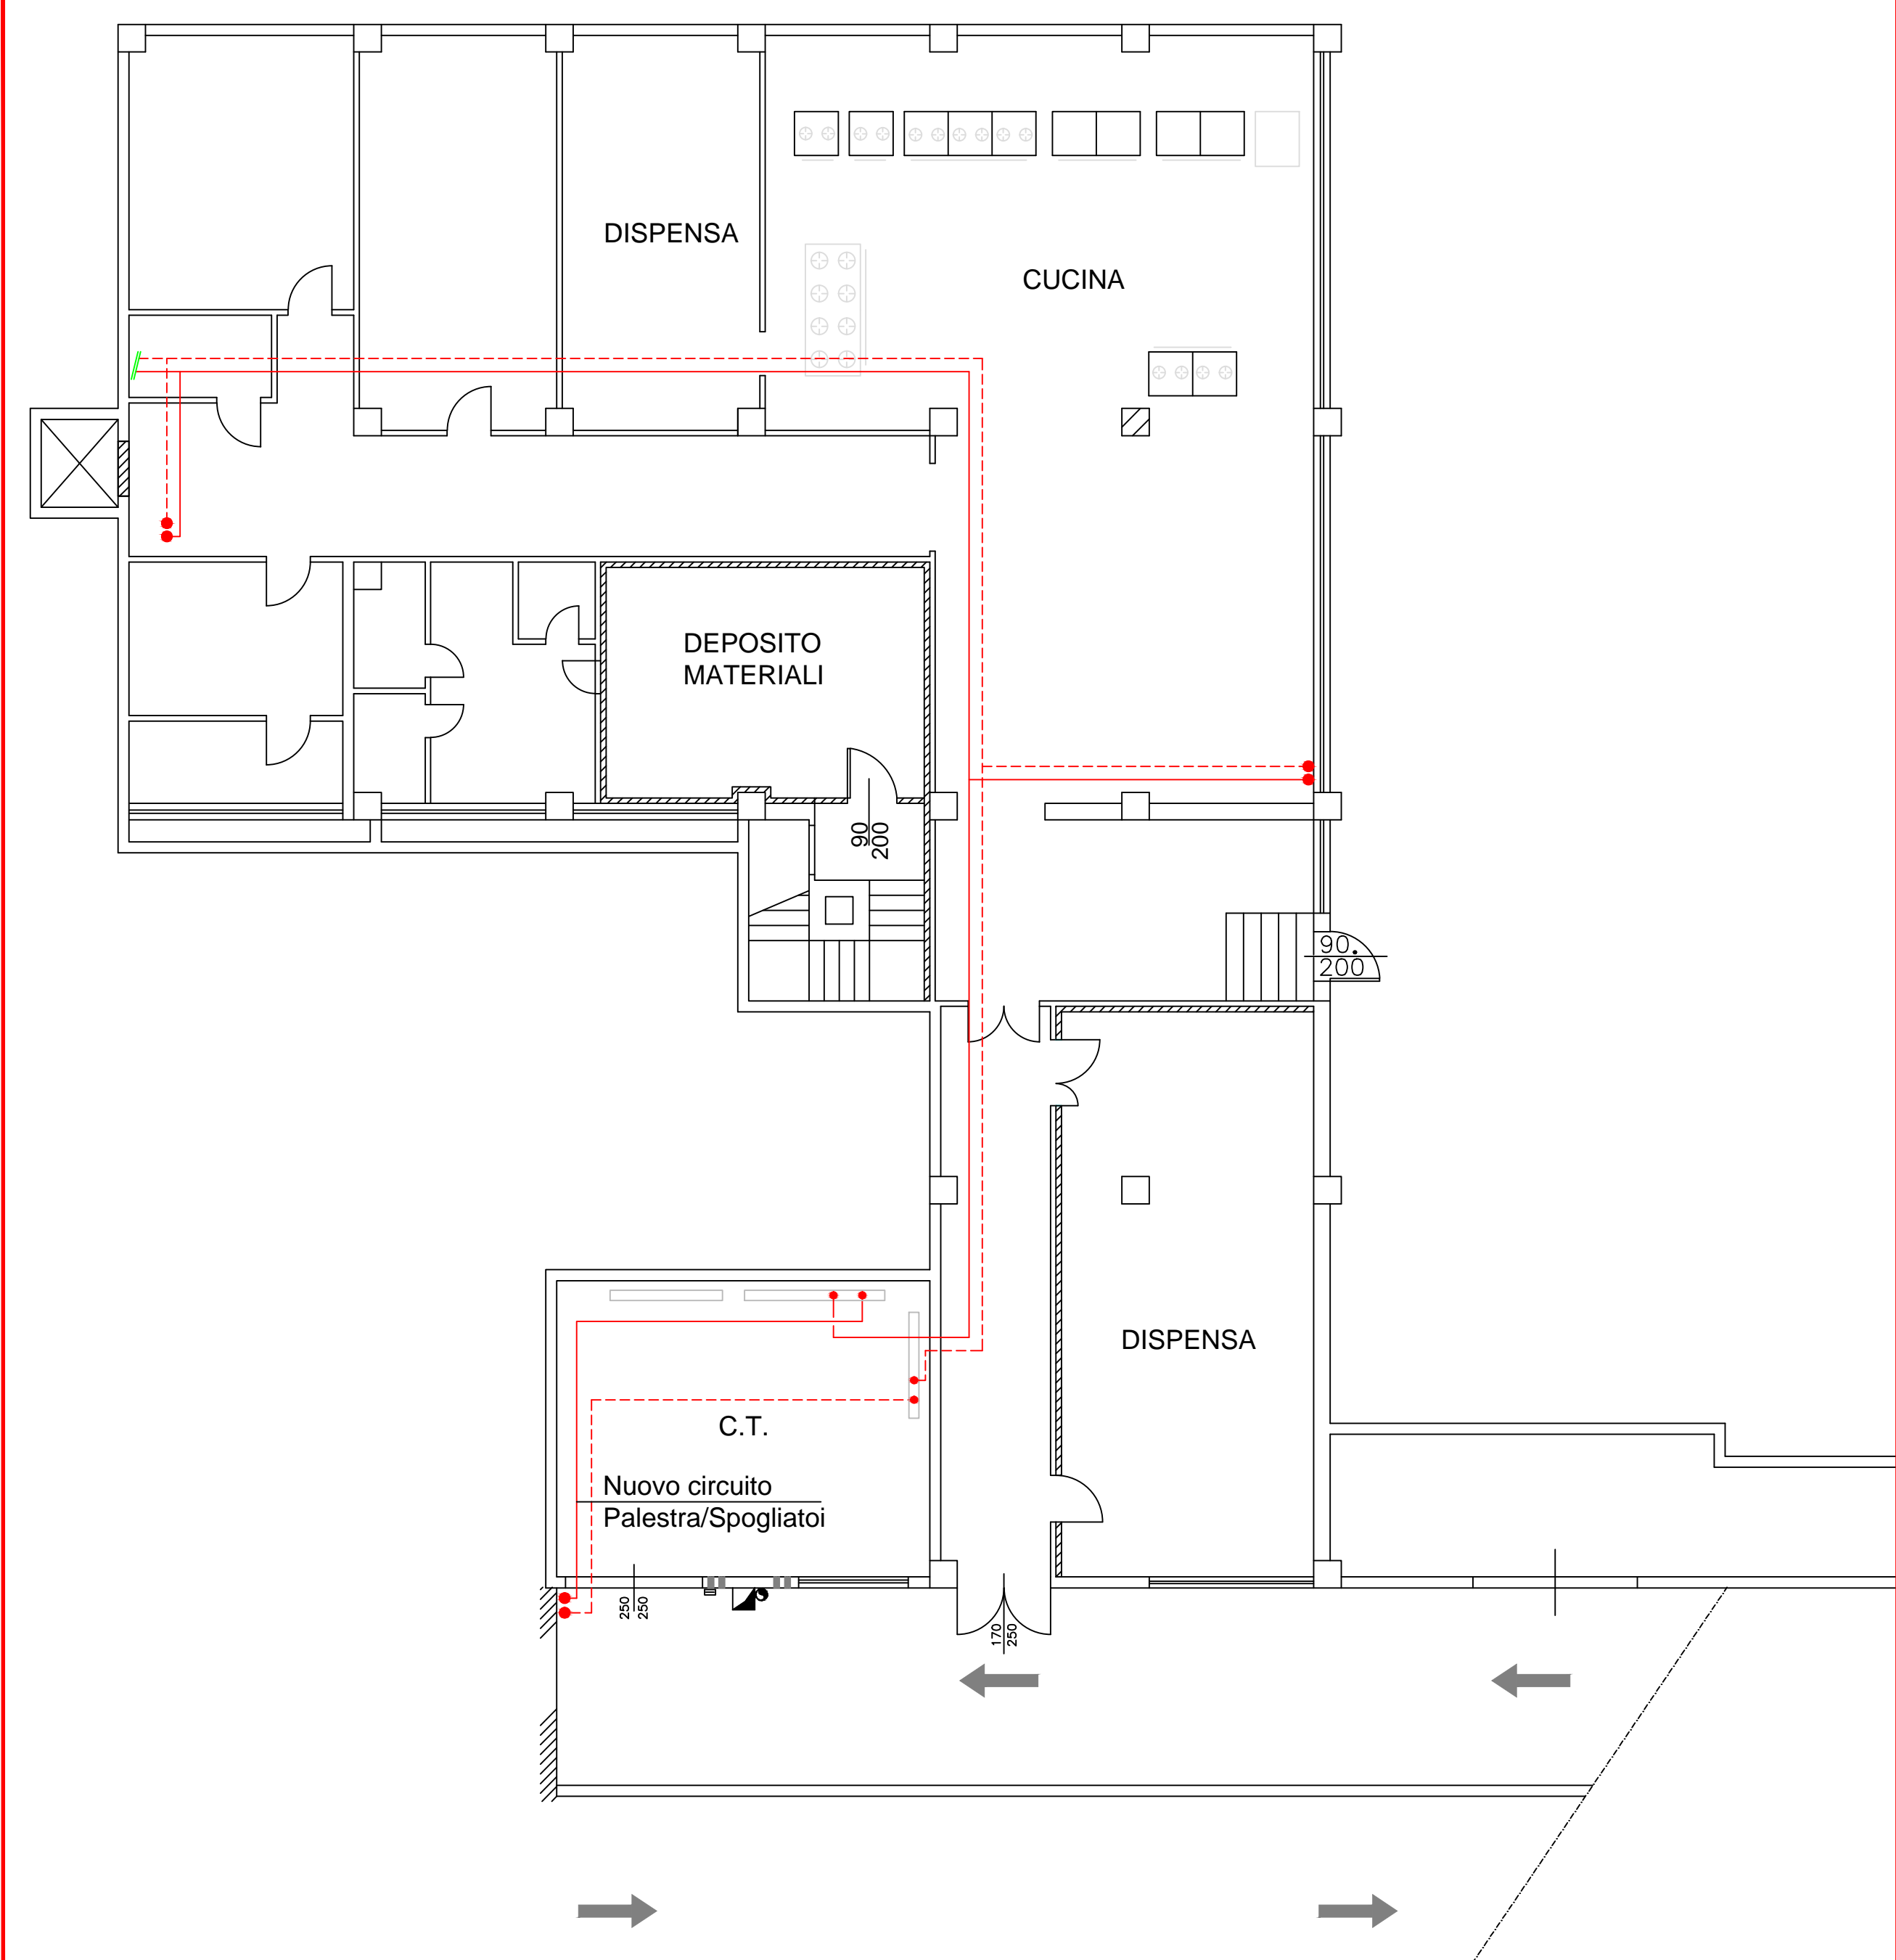 DISPENSA
CUCINA
DEPOSITO
MATERIALI
90
200
90.
200
DISPENSA
C.T.
Nuovo circuito
Palestra/Spogliatoi
250
250
170
250